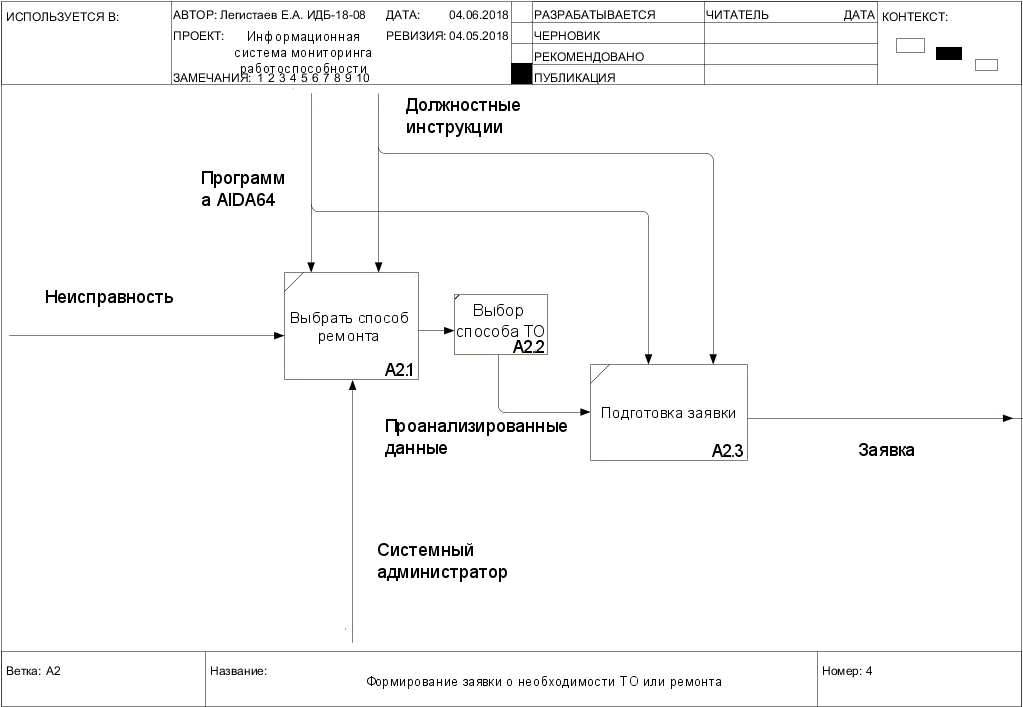 ИСПОЛЬЗУЕТСЯ В:
АВТОР: Легистаев Е.А. ИДБ-18-08
ДАТА: 04.06.2018
ПРОЕКТ: Информационная
система мониторинга
работоспособности
РЕВИЗИЯ: 04.05.2018
ЗАМЕЧАНИЯ: 1 2 3 4 5 6 7 8 9 10
РАЗРАБАТЫВАЕТСЯ
ЧЕРНОВИК
РЕКОМЕНДОВАНО
ПУБЛИКАЦИЯ
ЧИТАТЕЛЬ ДАТА
КОНТЕКСТ:
Должностные
инструкции
Программ
а AIDA64
Неисправность
Выбрать способ
ремонта
A2.1
Выбор
способа ТО
A2.2
Проанализированные
данные
Подготовка заявки
A2.3
Заявка
Системный
администратор
Ветка: A2
Название:
Формирование заявки о необходимости ТО или ремонта
Номер: 4